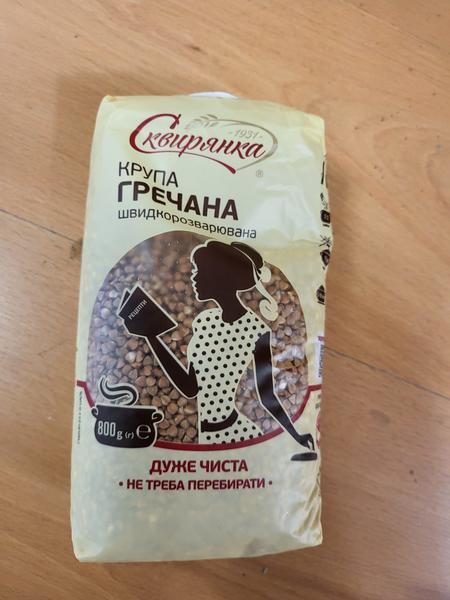 -1931-
Сквирянка
®
КРУПА
ГРЕЧАНА
ШВИДКОРОЗВАРЮВАНА
РЕЦЕПТИ
800 g (г) ℮
ДУЖЕ ЧИСТА
• НЕ ТРЕБА ПЕРЕБИРАТИ •